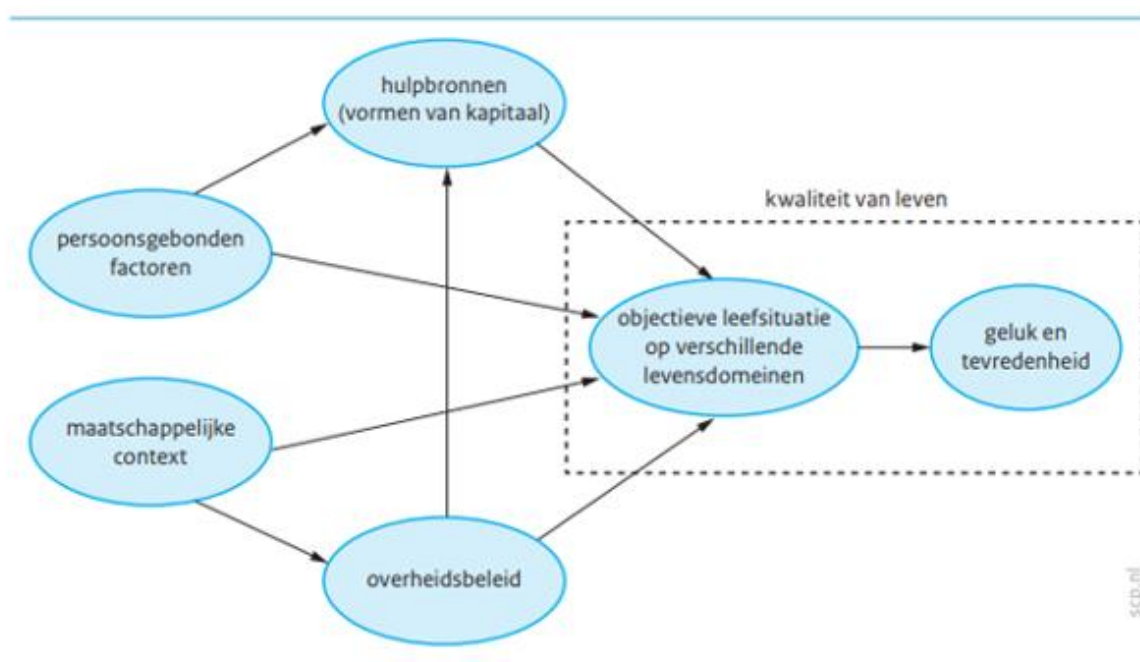 hulpbronnen
(vormen van kapitaal)
kwaliteit van leven
persoonsgebonden
factoren
objectieve leefsituatie
op verschillende
levensdomeinen
geluk en
tevredenheid
maatschappelijke
context
overheidsbeleid
scp.nl